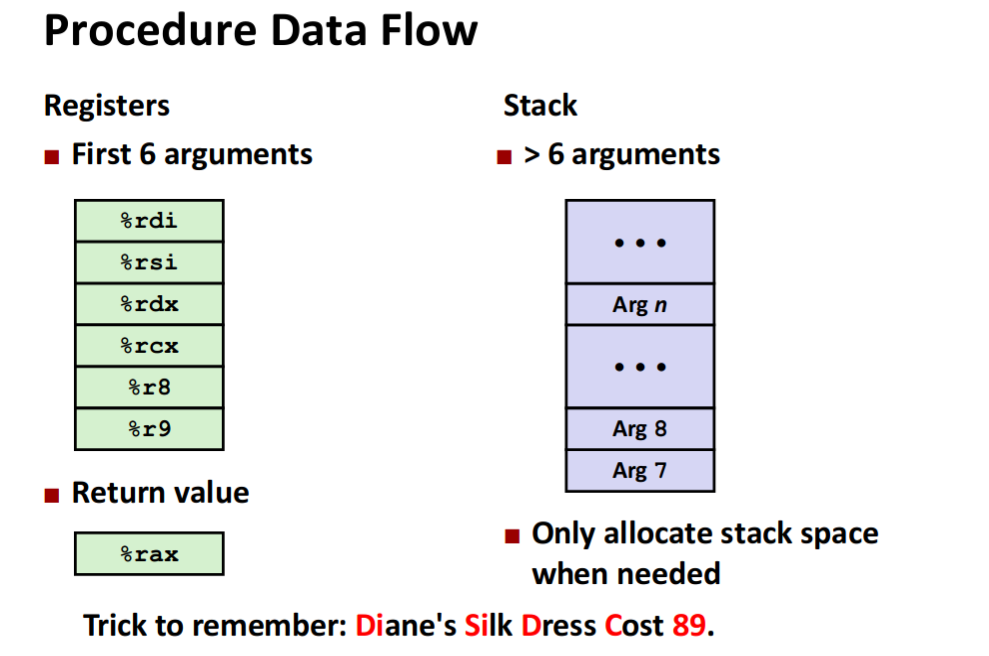 Procedure Data Flow
Registers
■ First 6 arguments
%rdi
%rsi
%rdx
%rcx
%r8
%r9
■ Return value
%rax
Stack
■ > 6 arguments
• • •
Arg n
• • •
Arg 8
Arg 7
■ Only allocate stack space
when needed
Trick to remember: Diane's Silk Dress Cost 89.